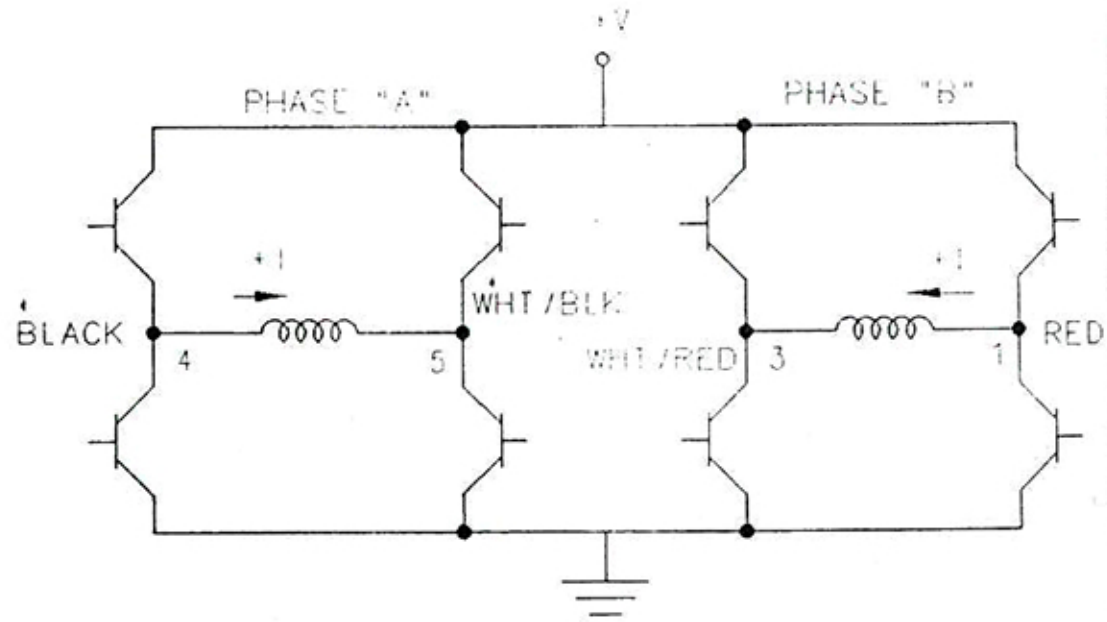 +V
PHASE "A"
PHASE "B"
+I
+I
BLACK
WHT/BLK
WHT/RED
RED
4
5
3
1